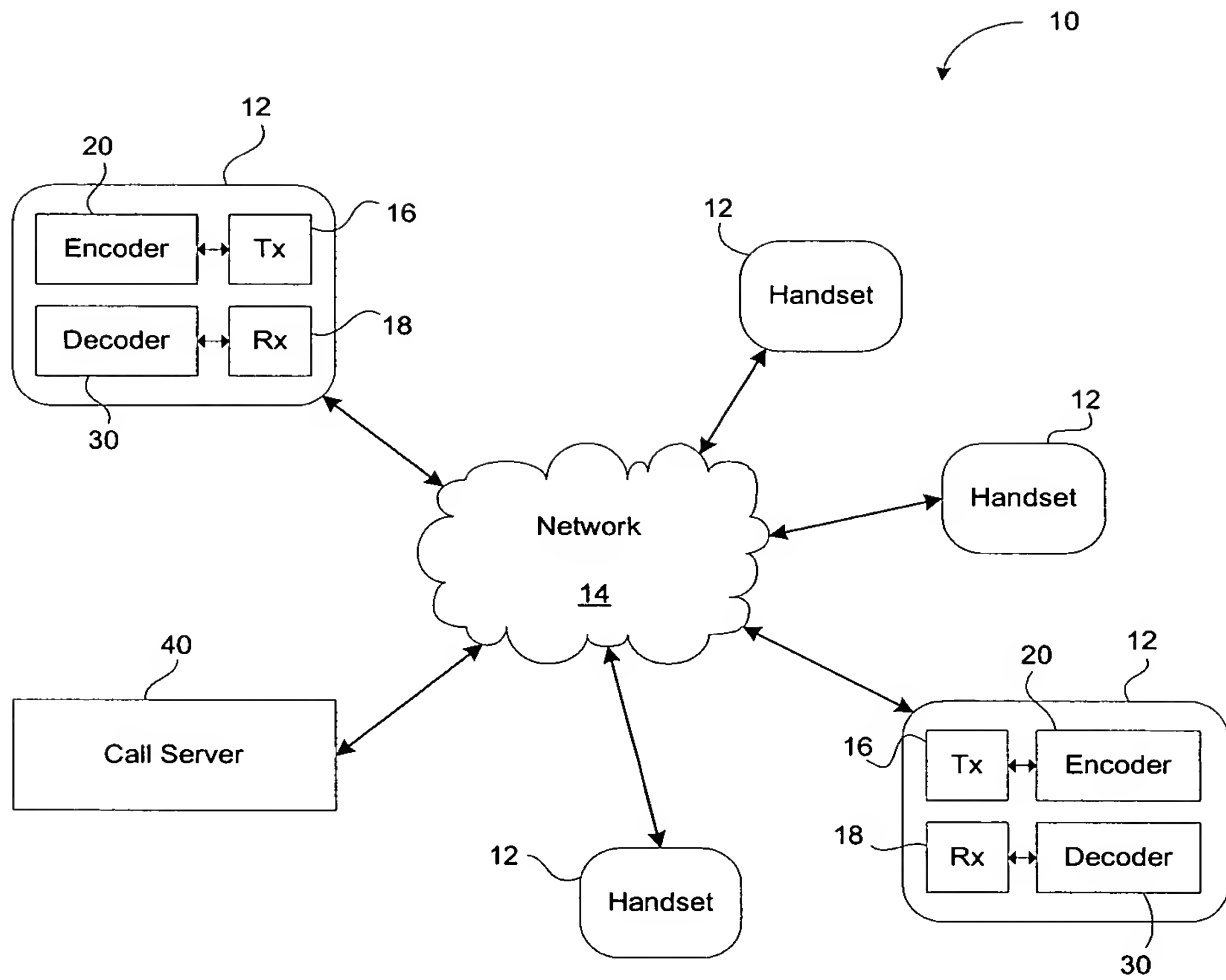 10
12
20
Encoder
Tx
16
Decoder
Rx
18
30
12
Handset
12
Handset
Network
14
40
Call Server
12
Handset
12
20
16
Tx
Encoder
18
Rx
Decoder
30